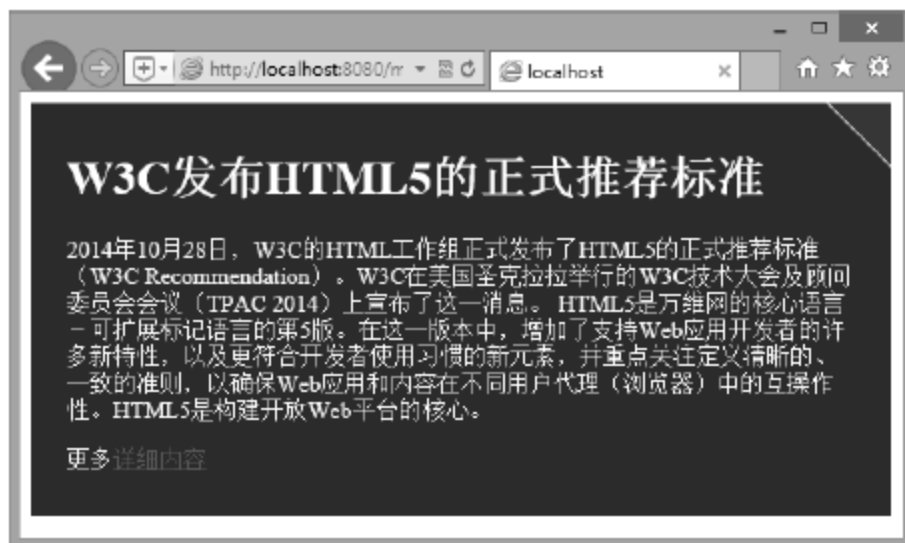 http://localhost:8080/m
localhost
W3C发布HTML5的正式推荐标准
2014年10月28日，W3C的HTML工作组正式发布了HTML5的正式推荐标准
（W3C Recommendation）。W3C在美国圣克拉拉举行的W3C技术大会及顾问
委员会会议（TPAC 2014）上宣布了这一消息。 HTML5是万维网的核心语言
－可扩展标记语言的第5版。在这一版本中，增加了支持Web应用开发者的许
多新特性，以及更符合开发者使用习惯的新元素，并重点关注定义清晰的、
一致的准则，以确保Web应用和内容在不同用户代理（浏览器）中的互操作
性。HTML5是构建开放Web平台的核心。
更多详细内容